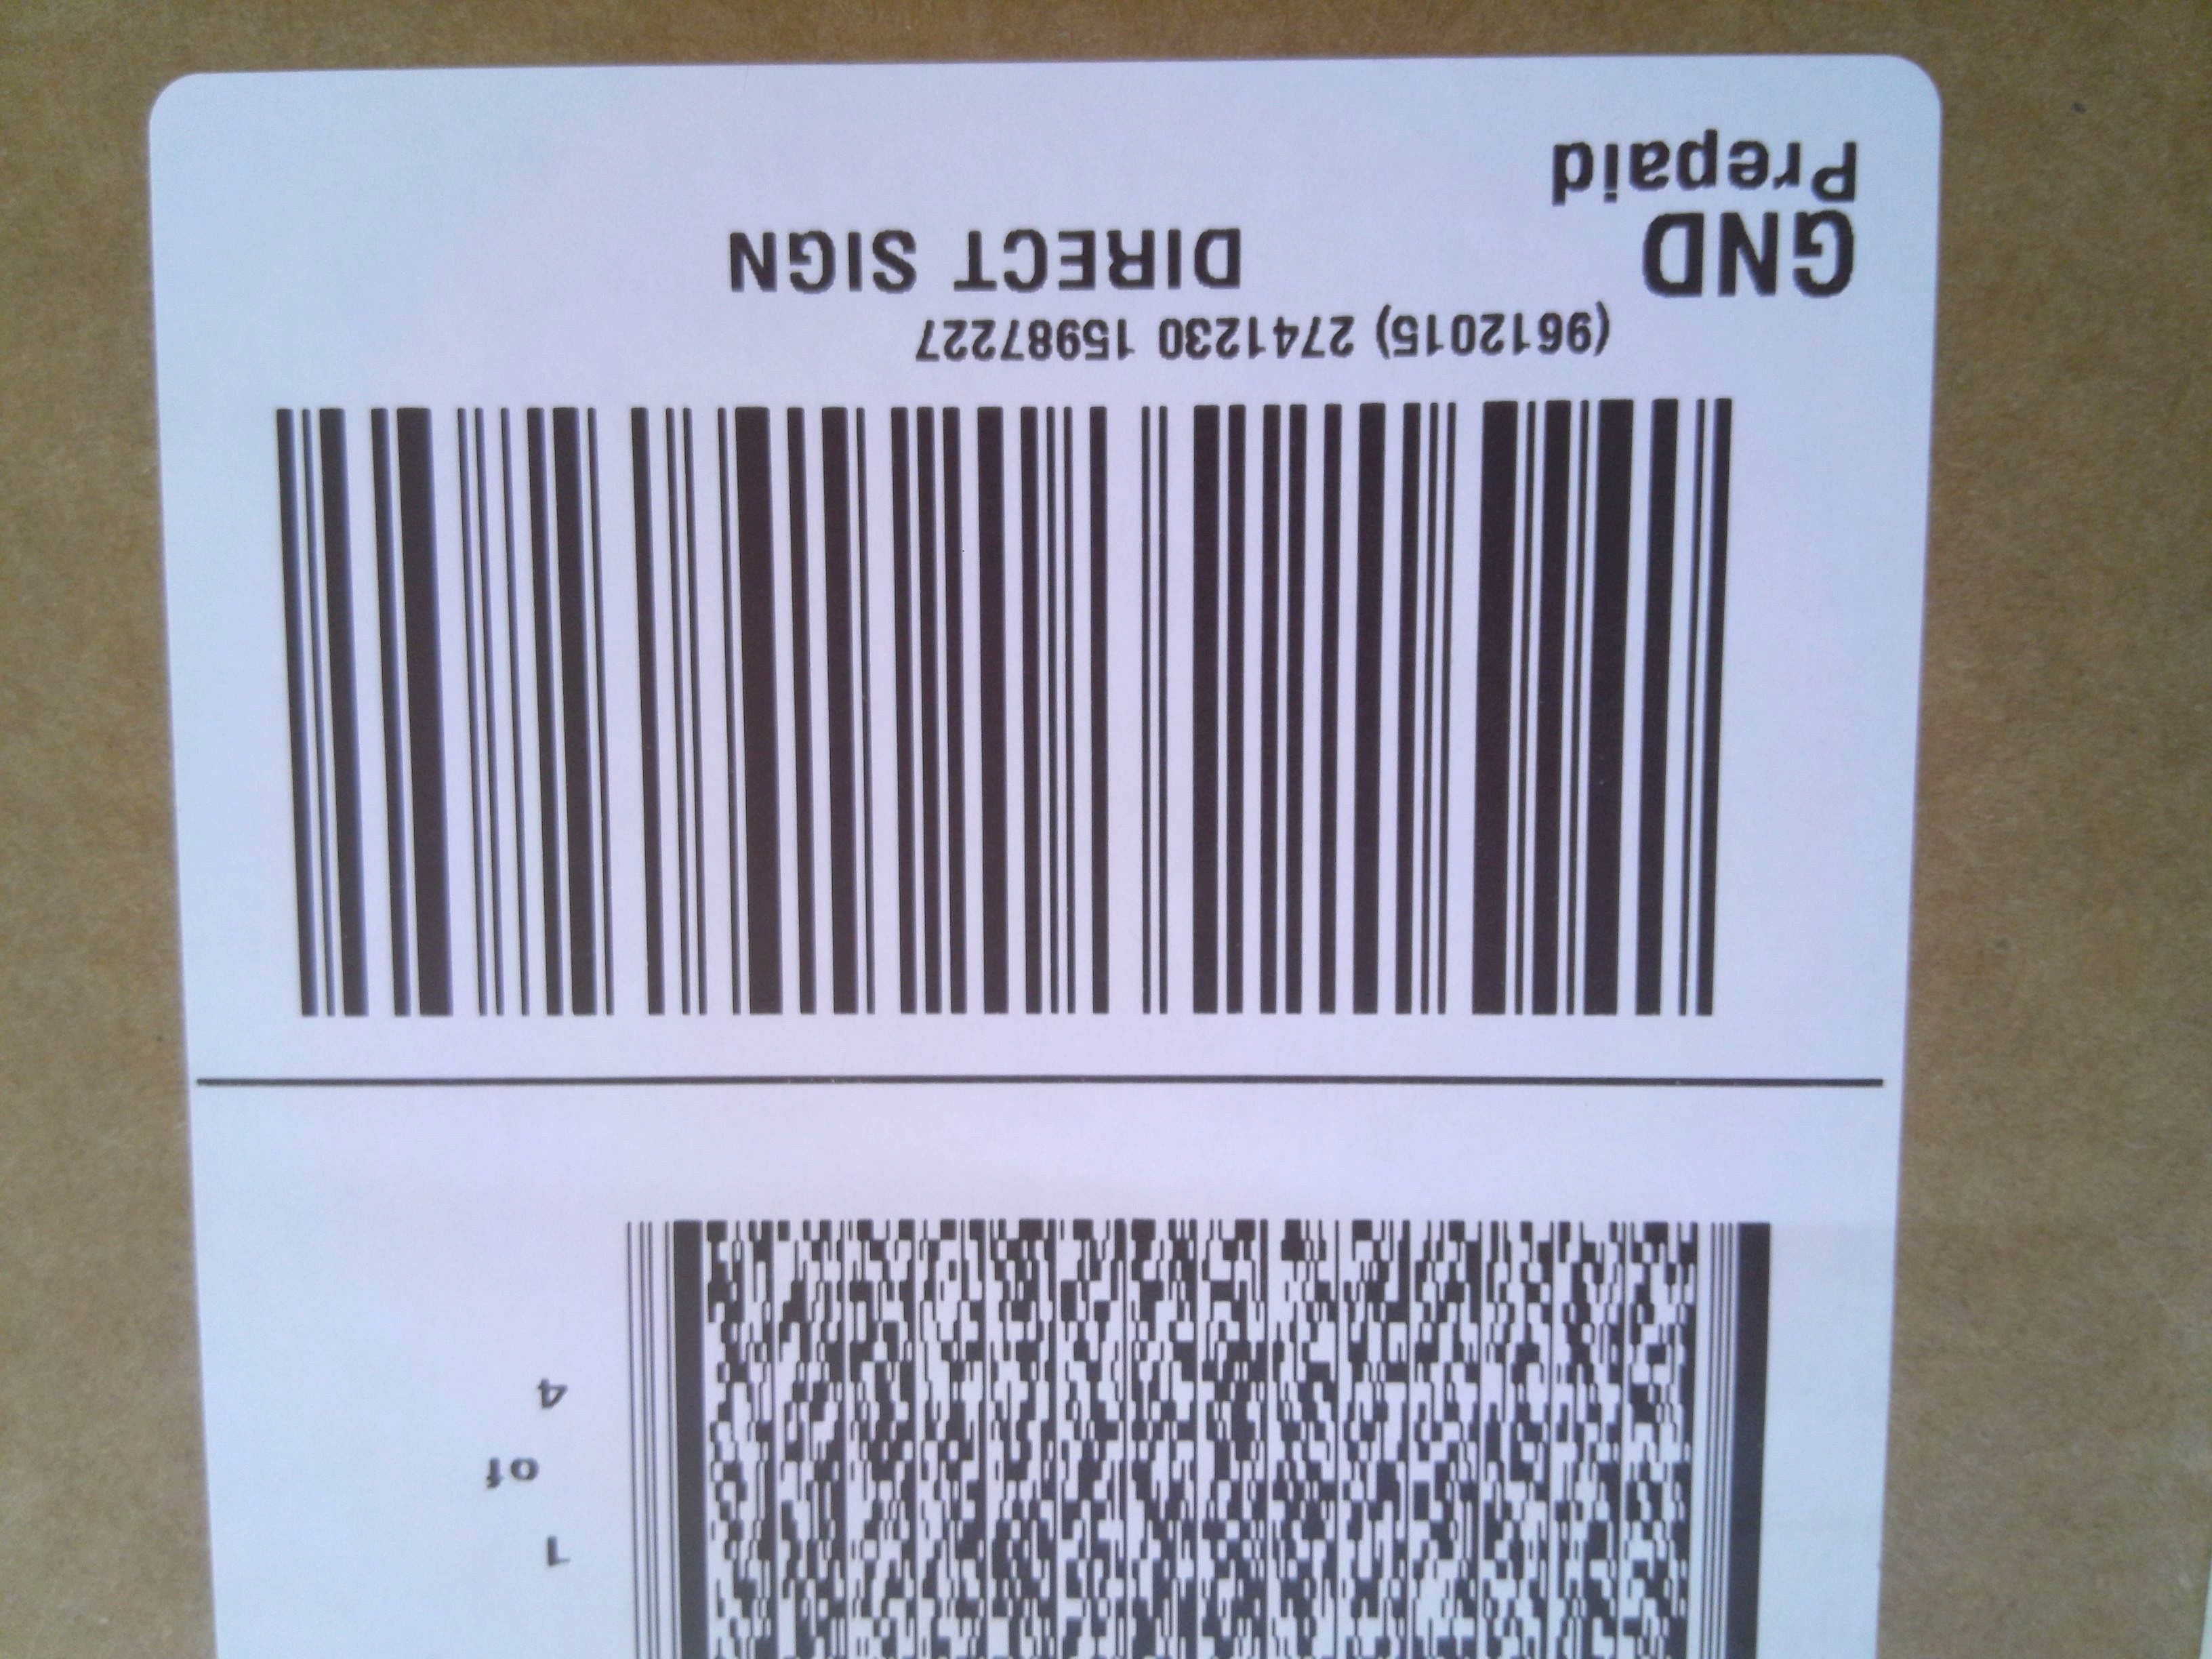 1
of
4
(9612015) 2741230 15987227
DIRECT SIGN
GND
Prepaid